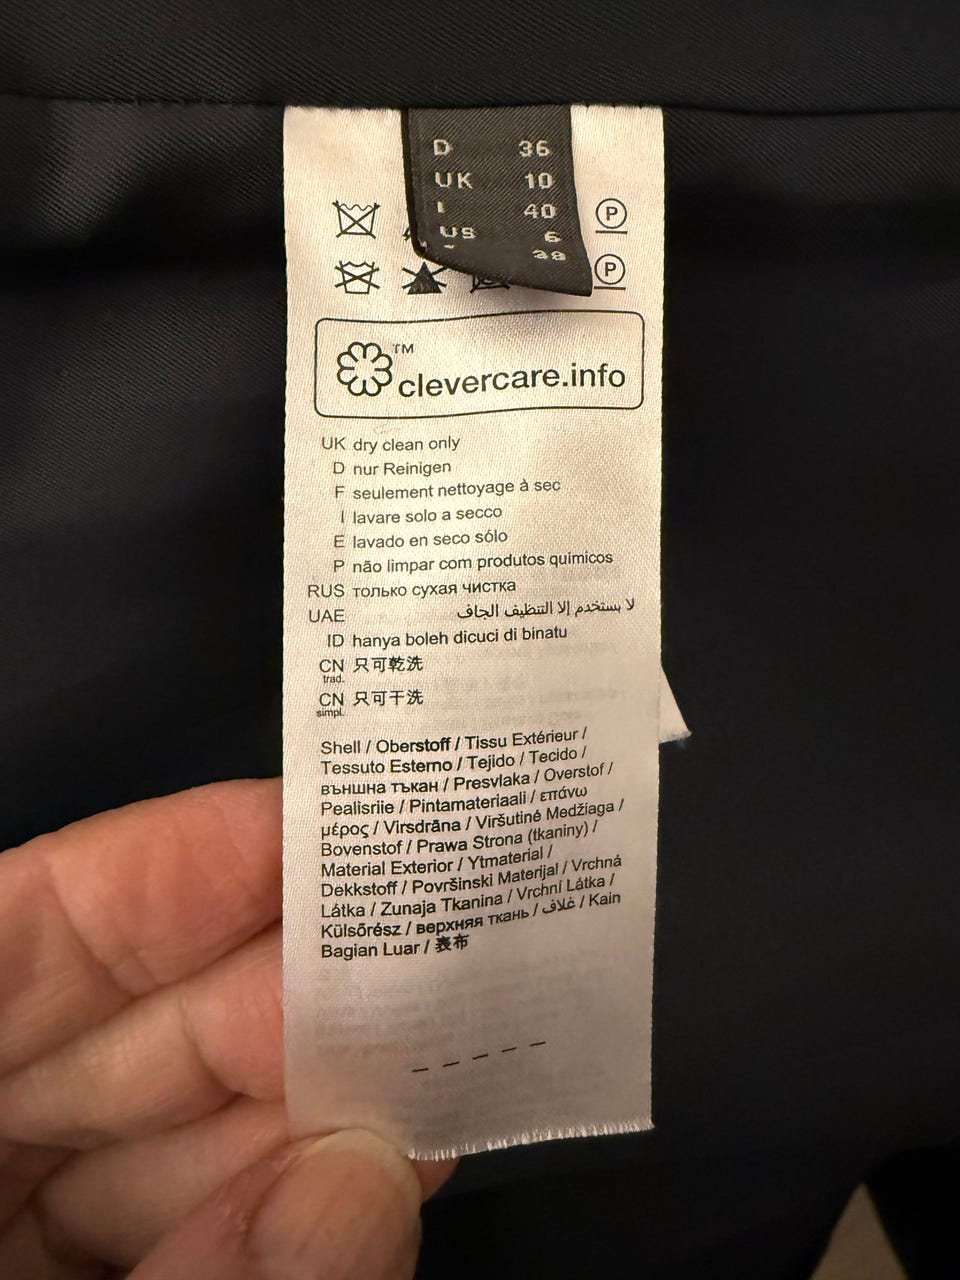 D 36
UK 10
I 40
US 6
38
P
P
TM
clevercare.info
UK dry clean only
D nur Reinigen
F seulement nettoyage à sec
I lavare solo a secco
E lavado en seco sólo
P não limpar com produtos químicos
RUS только сухая чистка
UAE لا يستخدم إلا التنظيف الجاف
ID hanya boleh dicuci di binatu
CN trad. 只可乾洗
CN simpl. 只可干洗
Shell / Oberstoff / Tissu Extérieur /
Tessuto Esterno / Tejido / Tecido /
външна тъкан / Presvlaka / Overstof /
Pealisriie / Pintamateriaali / επάνω
μέρος / Virsdrāna / Viršutinė Medžiaga /
Bovenstof / Prawa Strona (tkaniny) /
Material Exterior / Ytmaterial /
Dekkstoff / Površinski Materijal / Vrchná
Látka / Zunaja Tkanina / Vrchní Látka /
Külsőrész / верхняя ткань / غلاف / Kain
Bagian Luar / 表布